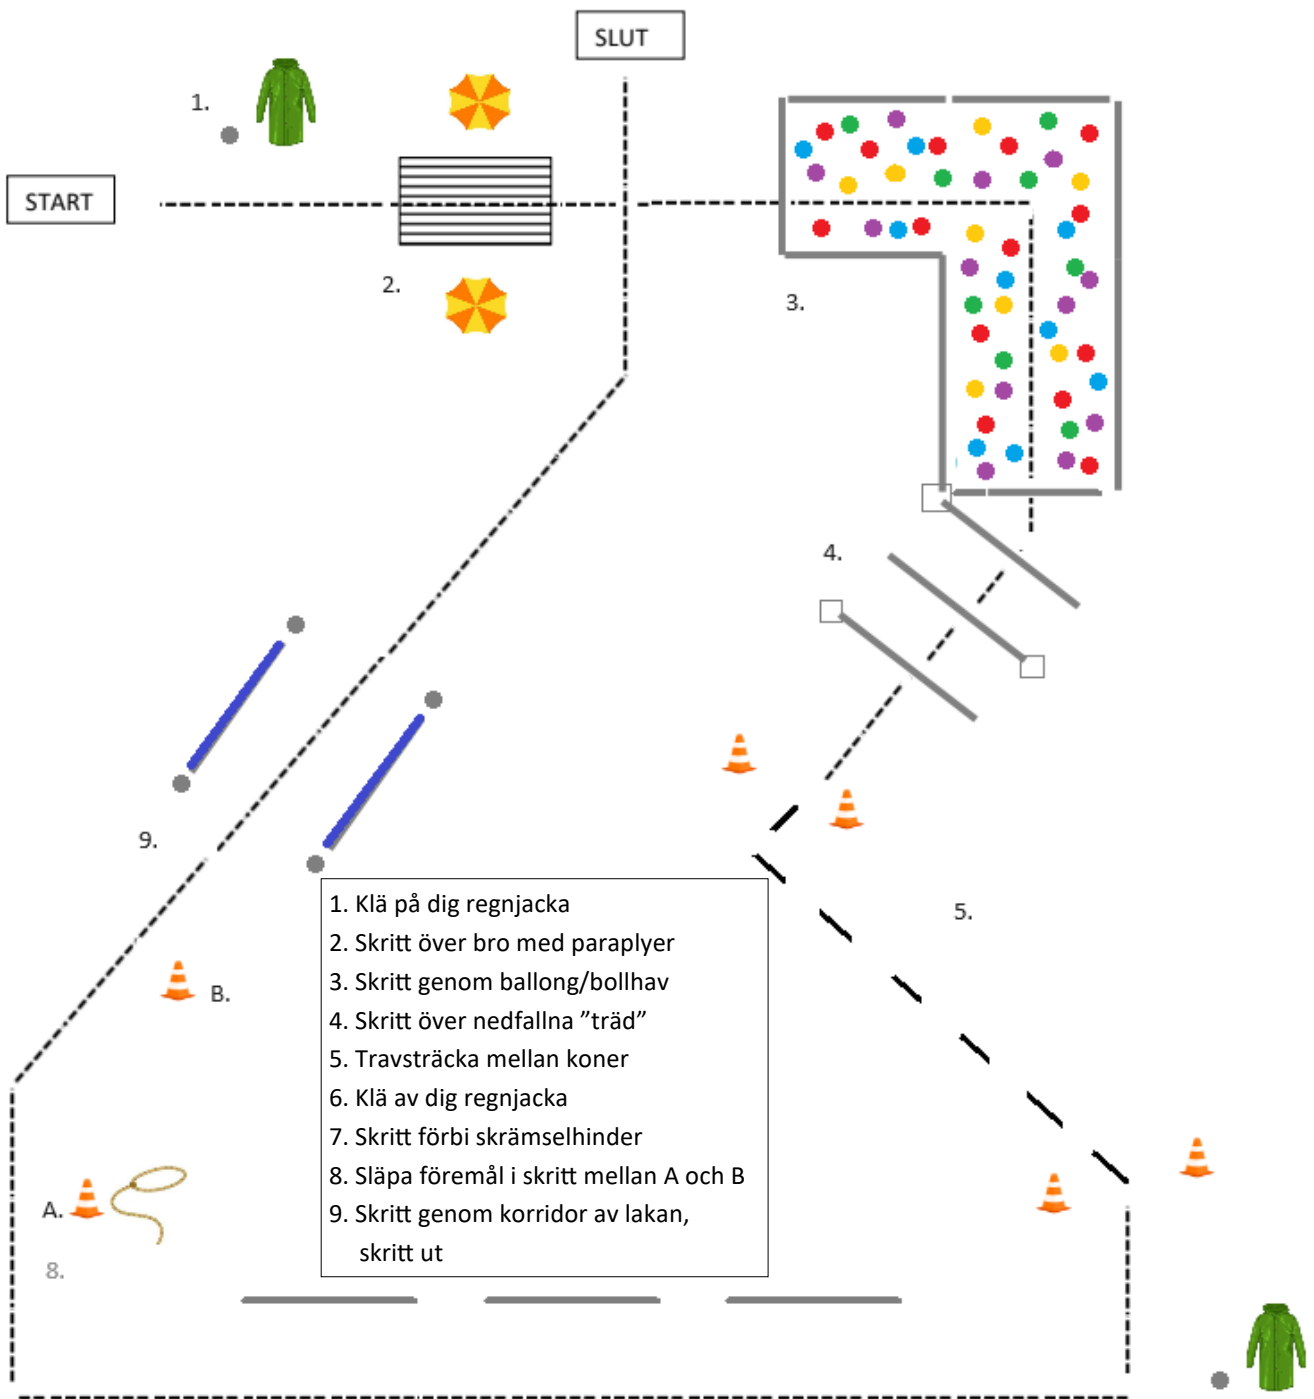 SLUT
1.
START
2.
3.
4.
9.
5.
B.
A.
8.
1. Klä på dig regnjacka
2. Skritt över bro med paraplyer
3. Skritt genom ballong/bollhav
4. Skritt över nedfallna ”träd”
5. Travsträcka mellan koner
6. Klä av dig regnjacka
7. Skritt förbi skrämselhinder
8. Släpa föremål i skritt mellan A och B
9. Skritt genom korridor av lakan,
skritt ut